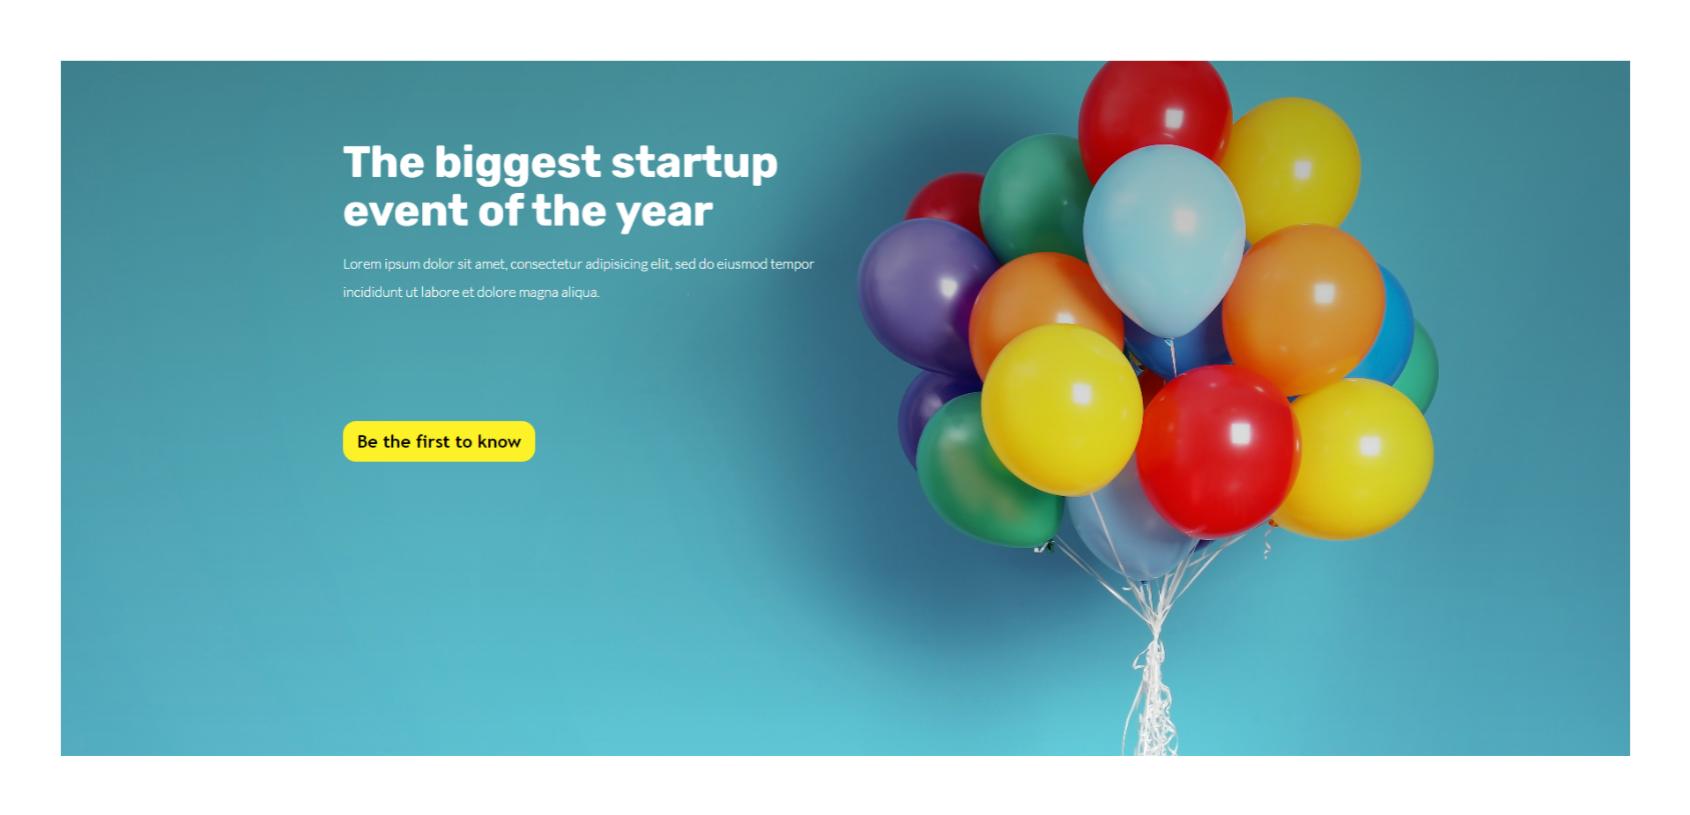 The biggest startup
event of the year
Lorem ipsum dolor sit amet, consectetur adipisicing elit, sed do eiusmod tempor
incididunt ut labore et dolore magna aliqua.
Be the first to know